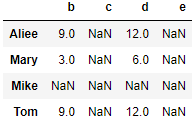 b c d e
Aliee 9.0 NaN 12.0 NaN
Mary 3.0 NaN 6.0 NaN
Mike NaN NaN NaN NaN
Tom 9.0 NaN 12.0 NaN